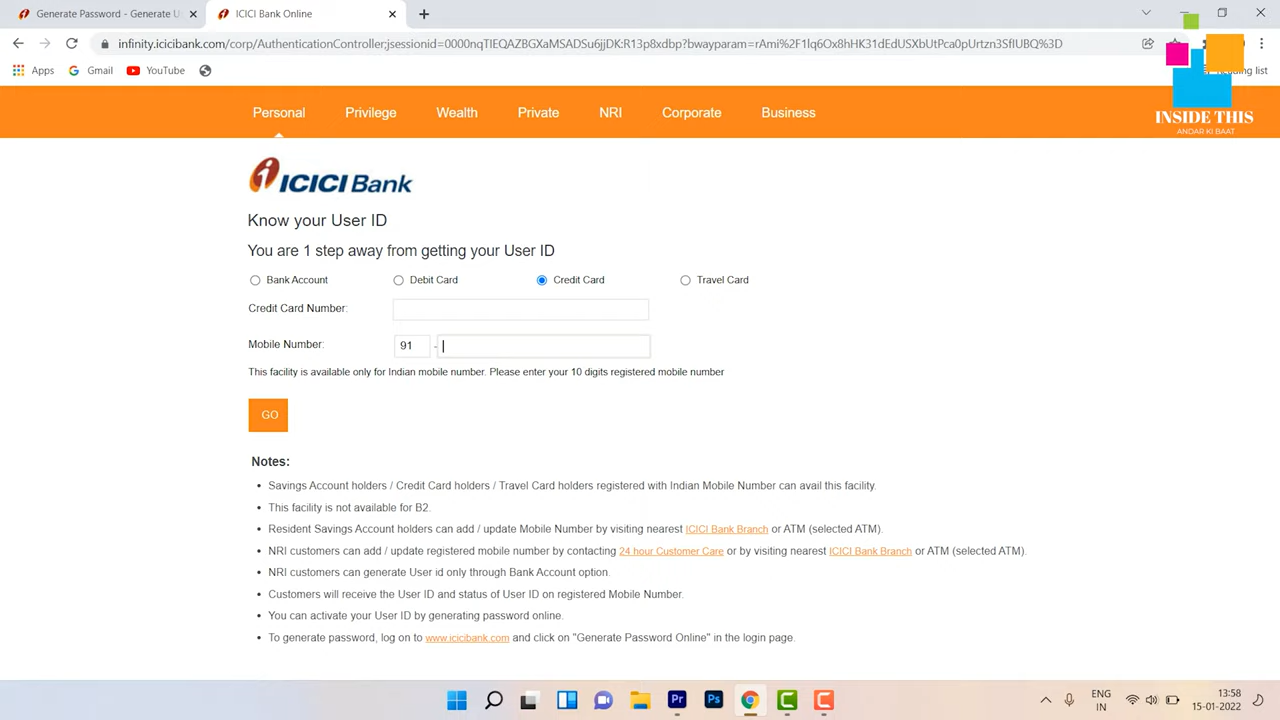 Generate Password - Generate U
ICICI Bank Online
infinity.icicibank.com/corp/AuthenticationController;jsessionid=0000nqTIEQAZBGXaMSADSu6jjDK:R13p8xdbp?bwayparam=rAmi%2F1lq6Ox8hHK31dEdUSXbUtPca0pUrtzn3SfIUBQ%3D
Apps
Gmail
YouTube
Reading list
Personal
Privilege
Wealth
Private
NRI
Corporate
Business
INSIDE THIS
ANDAR KI BAAT
ICICI Bank
Know your User ID
You are 1 step away from getting your User ID
Bank Account
Debit Card
Credit Card
Travel Card
Credit Card Number:
Mobile Number:
91 -
This facility is available only for Indian mobile number. Please enter your 10 digits registered mobile number
GO
Notes:
• Savings Account holders / Credit Card holders / Travel Card holders registered with Indian Mobile Number can avail this facility.
• This facility is not available for B2.
• Resident Savings Account holders can add / update Mobile Number by visiting nearest ICICI Bank Branch or ATM (selected ATM).
• NRI customers can add / update registered mobile number by contacting 24 hour Customer Care or by visiting nearest ICICI Bank Branch or ATM (selected ATM).
• NRI customers can generate User id only through Bank Account option.
• Customers will receive the User ID and status of User ID on registered Mobile Number.
• You can activate your User ID by generating password online.
• To generate password, log on to www.icicibank.com and click on "Generate Password Online" in the login page.
Pr
Ps
ENG
IN
13:58
15-01-2022